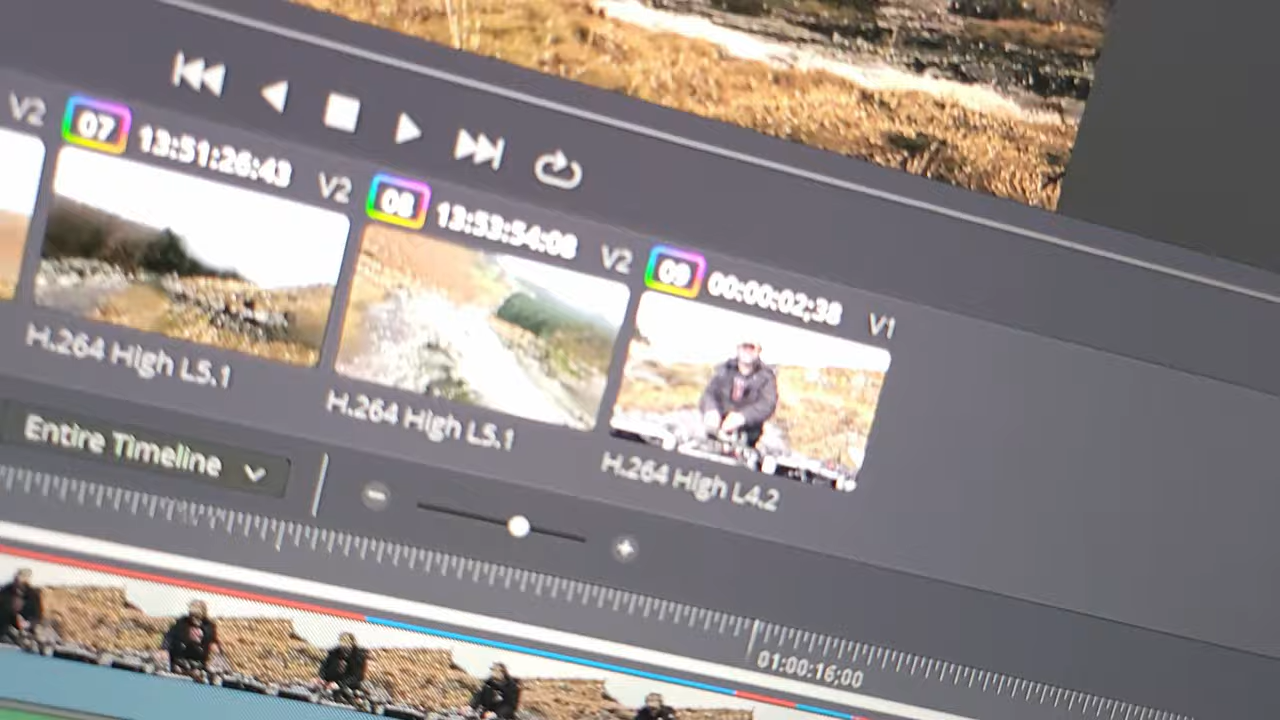 V2
07 13:51:26:43 V2
08 13:53:54:08 V2
09 00:00:02;38 V1
H.264 High L5.1
H.264 High L5.1
H.264 High L4.2
Entire Timeline
01:00:16;00